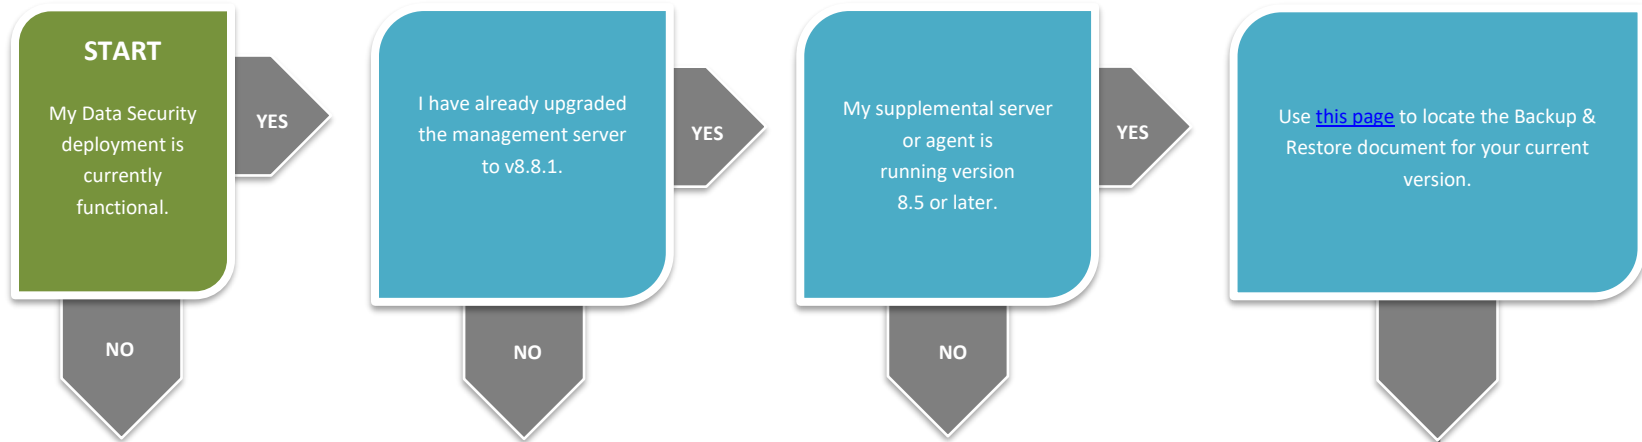 START
My Data Security
deployment is
currently
functional.
YES
NO
I have already upgraded
the management server
to v8.8.1.
YES
NO
My supplemental server
or agent is
running version
8.5 or later.
YES
NO
Use this page to locate the Backup &
Restore document for your current
version.